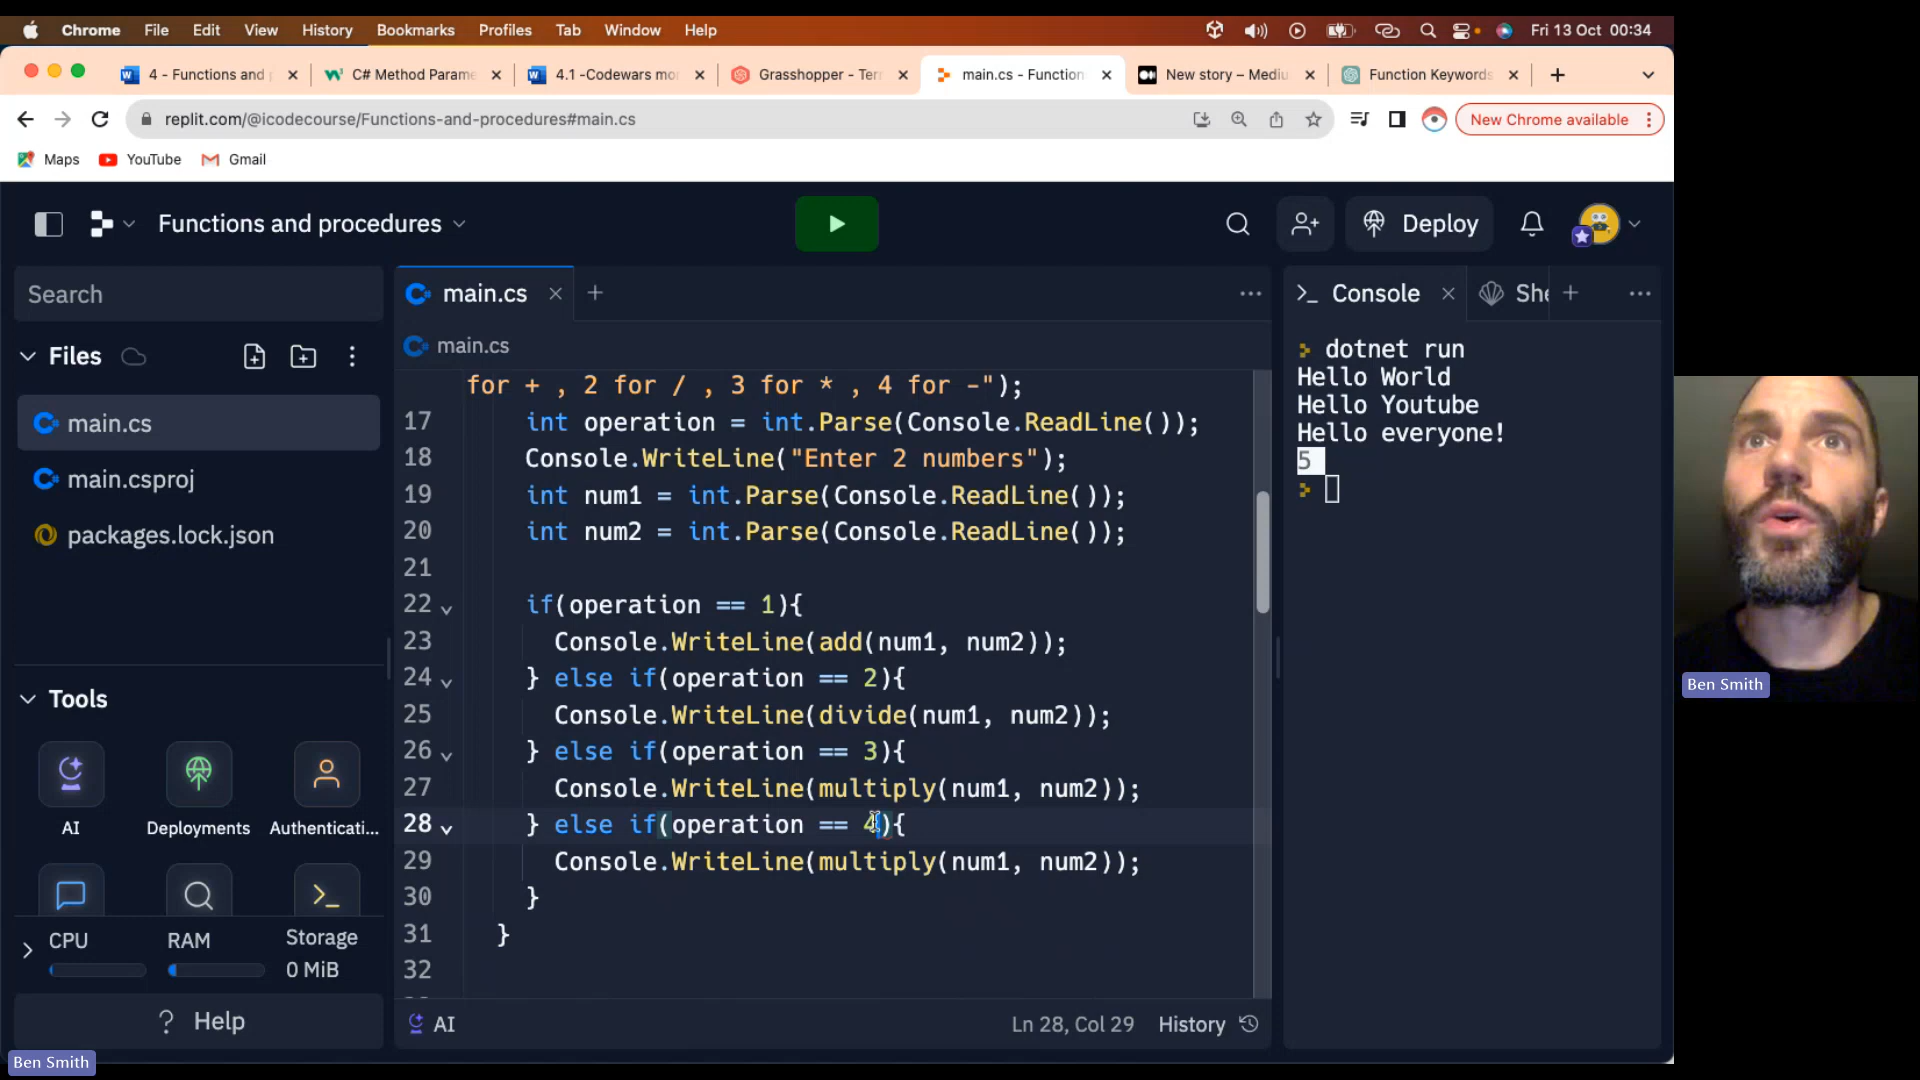 Chrome File Edit View History Bookmarks Profiles Tab Window Help Fri 13 Oct 00:34
4 - Functions and p
C# Method Parame
4.1 -Codewars mo
Grasshopper - Terr
main.cs - Function
New story – Mediu
Function Keywords
replit.com/@icodecourse/Functions-and-procedures#main.cs
New Chrome available
Maps YouTube Gmail
Functions and procedures
Deploy
Search
Files
main.cs
main.csproj
packages.lock.json
Tools
AI
Deployments
Authenticati...
CPU
RAM
Storage
0 MiB
? Help
Ben Smith
main.cs
main.cs
for + , 2 for / , 3 for * , 4 for -");
17 int operation = int.Parse(Console.ReadLine());
18 Console.WriteLine("Enter 2 numbers");
19 int num1 = int.Parse(Console.ReadLine());
20 int num2 = int.Parse(Console.ReadLine());
21
22 if(operation == 1){
23 Console.WriteLine(add(num1, num2));
24 } else if(operation == 2){
25 Console.WriteLine(divide(num1, num2));
26 } else if(operation == 3){
27 Console.WriteLine(multiply(num1, num2));
28 } else if(operation == 4){
29 Console.WriteLine(multiply(num1, num2));
30 }
31 }
32
AI
Ln 28, Col 29 History
>_ Console
She
dotnet run
Hello World
Hello Youtube
Hello everyone!
5
Ben Smith